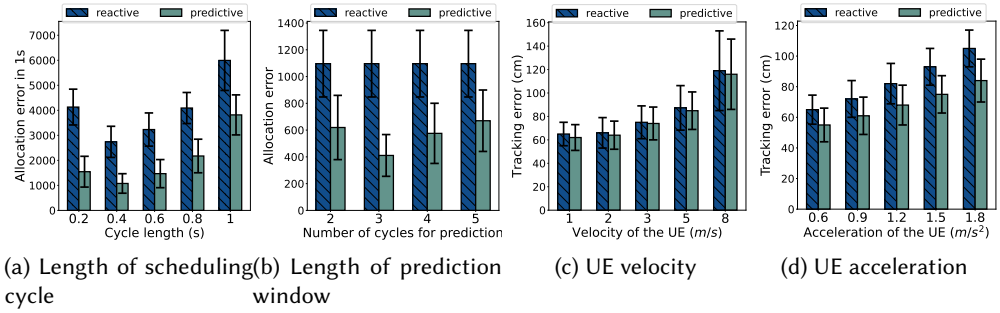 reactive predictive
Allocation error in 1s
7000
6000
5000
4000
3000
2000
1000
0
0.2 0.4 0.6 0.8 1
Cycle length (s)
(a) Length of scheduling
cycle
reactive predictive
Allocation error
1400
1200
1000
800
600
400
200
0
2 3 4 5
Number of cycles for prediction
(b) Length of prediction
window
reactive predictive
Tracking error (cm)
160
140
120
100
80
60
40
20
0
1 2 3 5 8
Velocity of the UE (m/s)
(c) UE velocity
reactive predictive
Tracking error (cm)
120
100
80
60
40
20
0
0.6 0.9 1.2 1.5 1.8
Acceleration of the UE (m/s²)
(d) UE acceleration